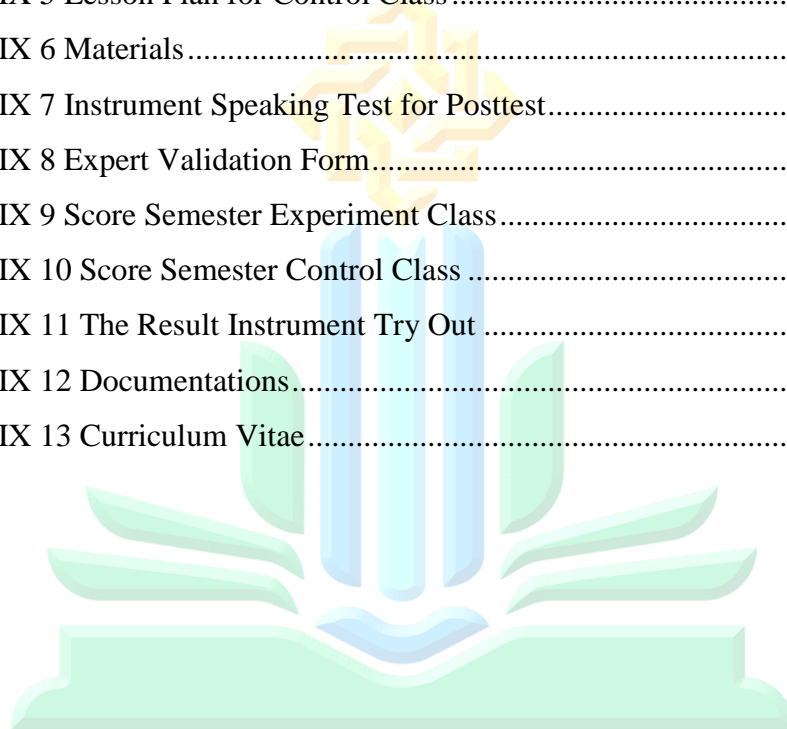 IX 5 Lesson Plan for Control Class.......................................
IX 6 Materials..........................................................................
IX 7 Instrument Speaking Test for Posttest.............................
IX 8 Expert Validation Form...................................................
IX 9 Score Semester Experiment Class...................................
IX 10 Score Semester Control Class .......................................
IX 11 The Result Instrument Try Out .....................................
IX 12 Documentations.............................................................
IX 13 Curriculum Vitae...........................................................